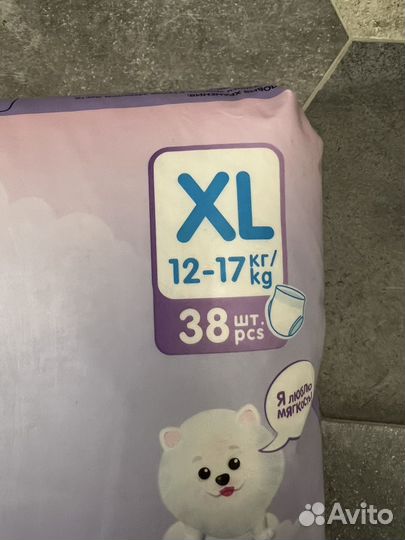 XL
12-17 кг/
kg
38 шт.
pcs
Я ЛЮБЛЮ
МЯГКОСТЬ!
Avito